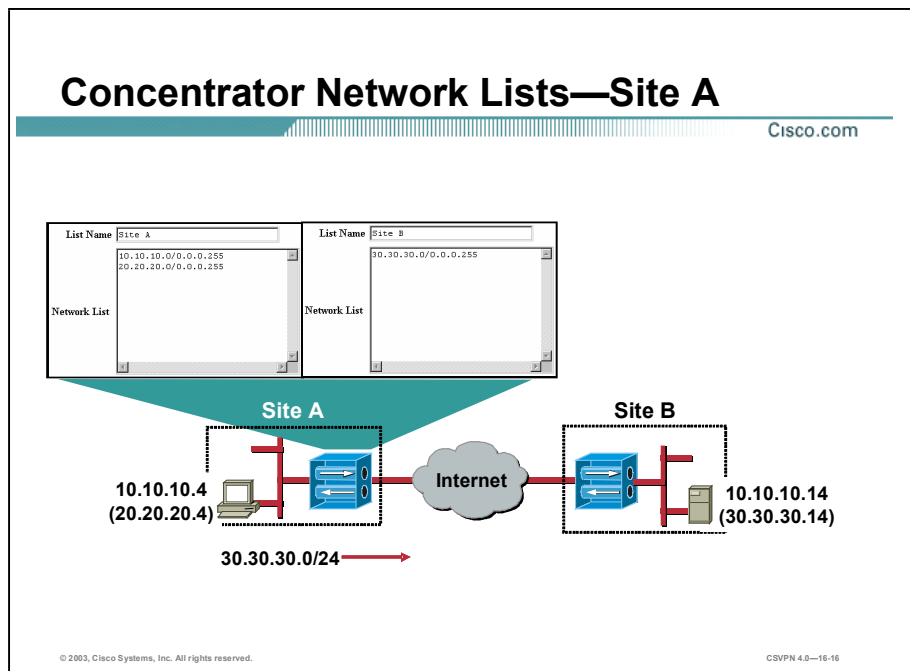 Concentrator Network Lists—Site A
Cisco.com
List Name Site A
10.10.10.0/0.0.0.255
20.20.20.0/0.0.0.255
Network List
List Name Site B
30.30.30.0/0.0.0.255
Network List
Site A
Site B
Internet
10.10.10.4
(20.20.20.4)
10.10.10.14
(30.30.30.14)
30.30.30.0/24
© 2003, Cisco Systems, Inc. All rights reserved.
CSVPN 4.0—16-16